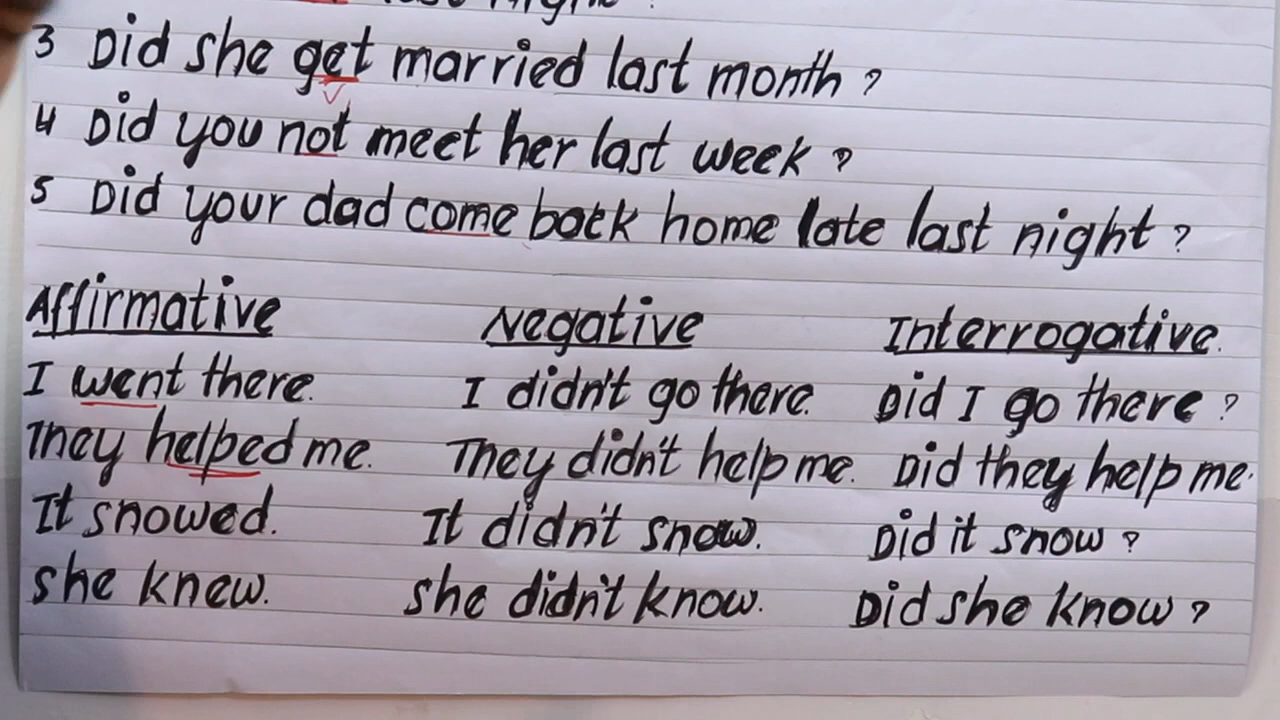 last night ?
3 Did she get married last month ?
4 Did you not meet her last week ?
5 Did your dad come back home late last night ?
Affirmative Negative Interrogative.
I went there. I didn't go there. Did I go there ?
They helped me. They didn't help me. Did they help me.
It snowed. It didn't snow. Did it snow ?
she knew. she didn't know. Did she know ?